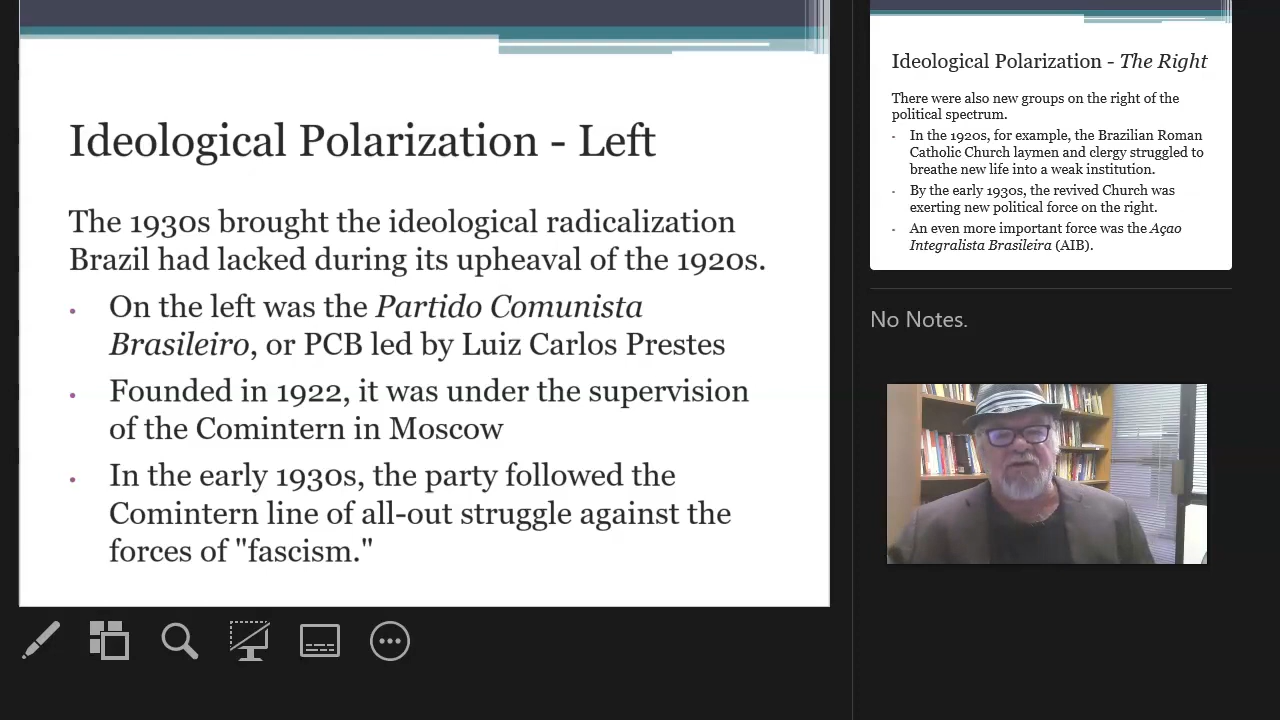 Ideological Polarization - Left
The 1930s brought the ideological radicalization
Brazil had lacked during its upheaval of the 1920s.
• On the left was the Partido Comunista
Brasileiro, or PCB led by Luiz Carlos Prestes
• Founded in 1922, it was under the supervision
of the Comintern in Moscow
• In the early 1930s, the party followed the
Comintern line of all-out struggle against the
forces of "fascism."
Ideological Polarization - The Right
There were also new groups on the right of the
political spectrum.
- In the 1920s, for example, the Brazilian Roman
Catholic Church laymen and clergy struggled to
breathe new life into a weak institution.
- By the early 1930s, the revived Church was
exerting new political force on the right.
- An even more important force was the Açao
Integralista Brasileira (AIB).
No Notes.